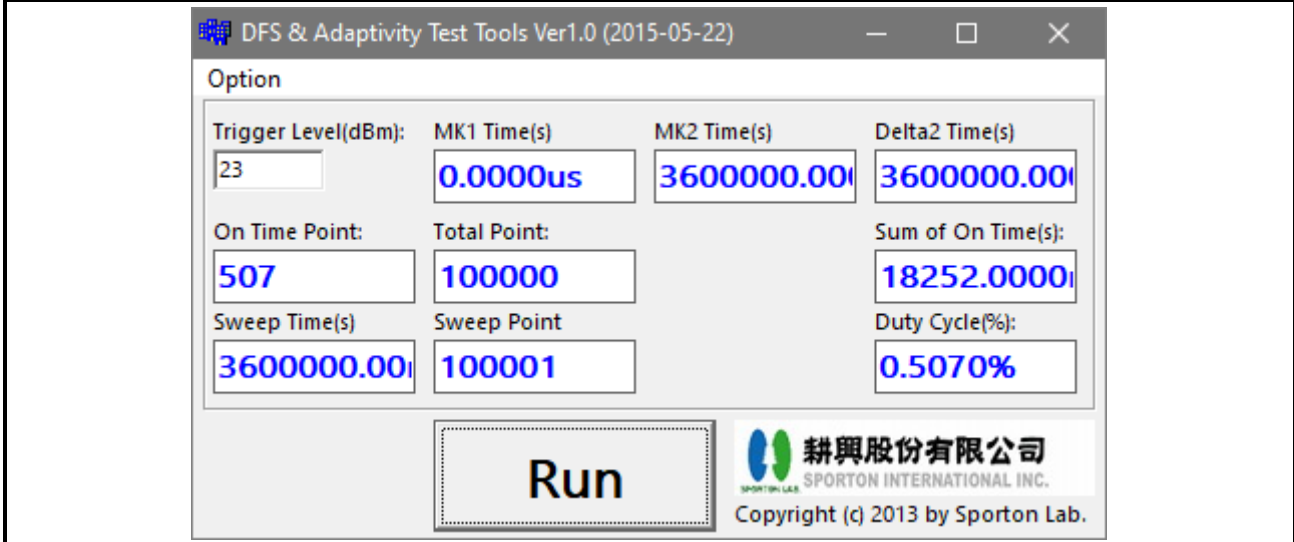 DFS & Adaptivity Test Tools Ver1.0 (2015-05-22)
Option
Trigger Level(dBm): MK1 Time(s) MK2 Time(s) Delta2 Time(s)
23 0.0000us 3600000.00 3600000.00
On Time Point: Total Point: Sum of On Time(s):
507 100000 18252.0000
Sweep Time(s) Sweep Point Duty Cycle(%):
3600000.00 100001 0.5070%
Run
耕興股份有限公司
SPORTON LAB. SPORTON INTERNATIONAL INC.
Copyright (c) 2013 by Sporton Lab.